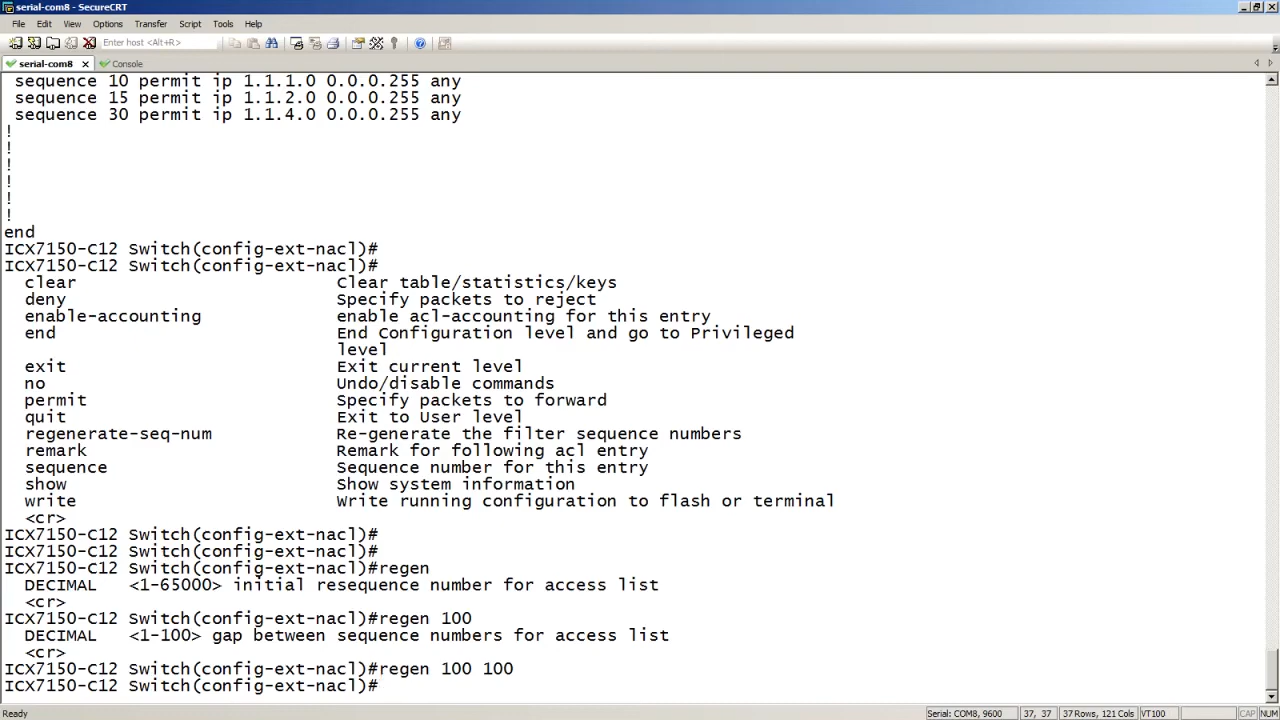 serial-com8 - SecureCRT
File Edit View Options Transfer Script Tools Help
Enter host <Alt+R>
serial-com8 Console
sequence 10 permit ip 1.1.1.0 0.0.0.255 any
sequence 15 permit ip 1.1.2.0 0.0.0.255 any
sequence 30 permit ip 1.1.4.0 0.0.0.255 any
!
!
!
!
!
!
end
ICX7150-C12 Switch(config-ext-nacl)#
ICX7150-C12 Switch(config-ext-nacl)#
clear Clear table/statistics/keys
deny Specify packets to reject
enable-accounting enable acl-accounting for this entry
end End Configuration level and go to Privileged
level
exit Exit current level
no Undo/disable commands
permit Specify packets to forward
quit Exit to User level
regenerate-seq-num Re-generate the filter sequence numbers
remark Remark for following acl entry
sequence Sequence number for this entry
show Show system information
write Write running configuration to flash or terminal
<cr>
ICX7150-C12 Switch(config-ext-nacl)#
ICX7150-C12 Switch(config-ext-nacl)#
ICX7150-C12 Switch(config-ext-nacl)#regen
DECIMAL <1-65000> initial resequence number for access list
<cr>
ICX7150-C12 Switch(config-ext-nacl)#regen 100
DECIMAL <1-100> gap between sequence numbers for access list
<cr>
ICX7150-C12 Switch(config-ext-nacl)#regen 100 100
ICX7150-C12 Switch(config-ext-nacl)#
Ready Serial: COM8, 9600 37, 37 37 Rows, 121 Cols VT100 CAP NUM